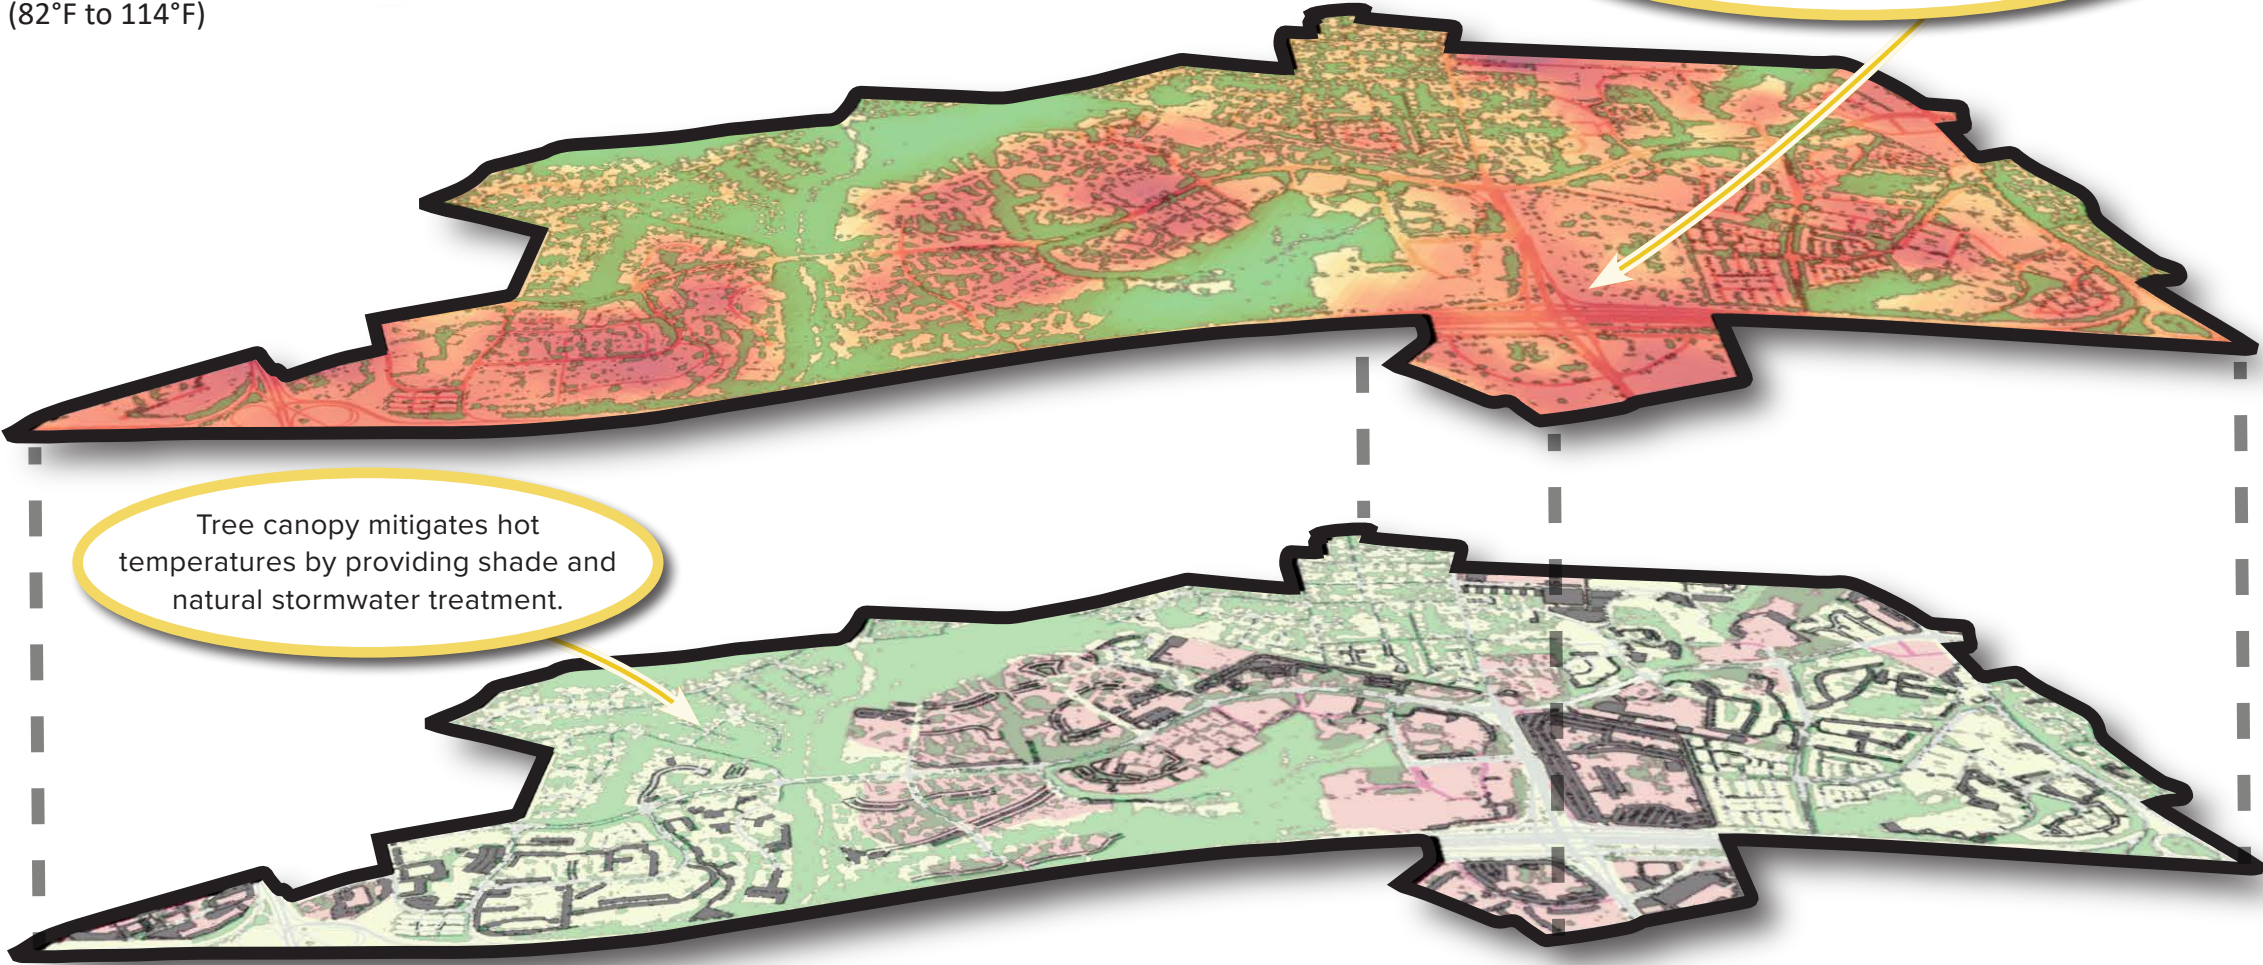 (82°F to 114°F)
Tree canopy mitigates hot
temperatures by providing shade and
natural stormwater treatment.